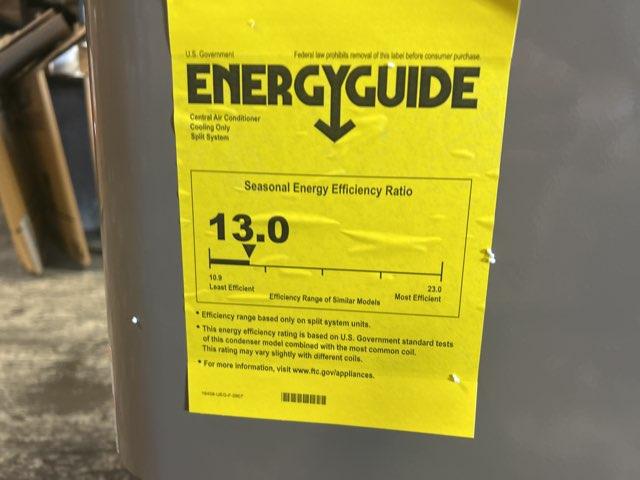 U.S. Government Federal law prohibits removal of this label before consumer purchase.
ENERGYGUIDE
Central Air Conditioner
Cooling Only
Split System
Seasonal Energy Efficiency Ratio
13.0
10.9 23.0
Least Efficient Most Efficient
Efficiency Range of Similar Models
* Efficiency range based only on split system units.
* This energy efficiency rating is based on U.S. Government standard tests
of this condenser model combined with the most common coil.
This rating may vary slightly with different coils.
* For more information, visit www.ftc.gov/appliances.